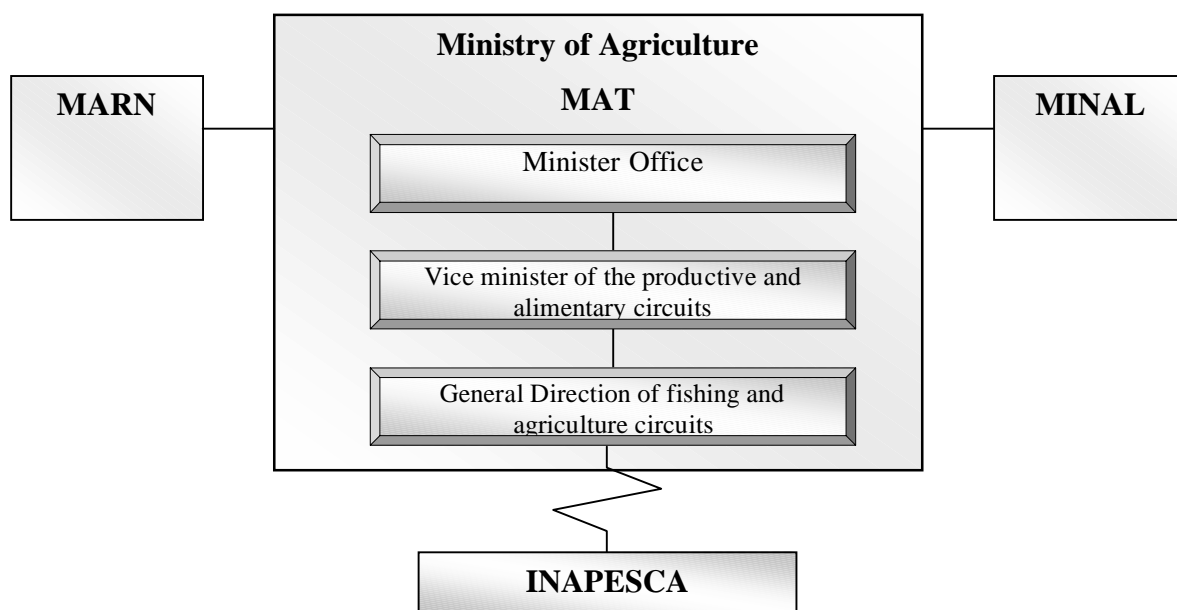 Ministry of Agriculture
MAT
MARN
MINAL
Minister Office
Vice minister of the productive and
alimentary circuits
General Direction of fishing and
agriculture circuits
INAPESCA